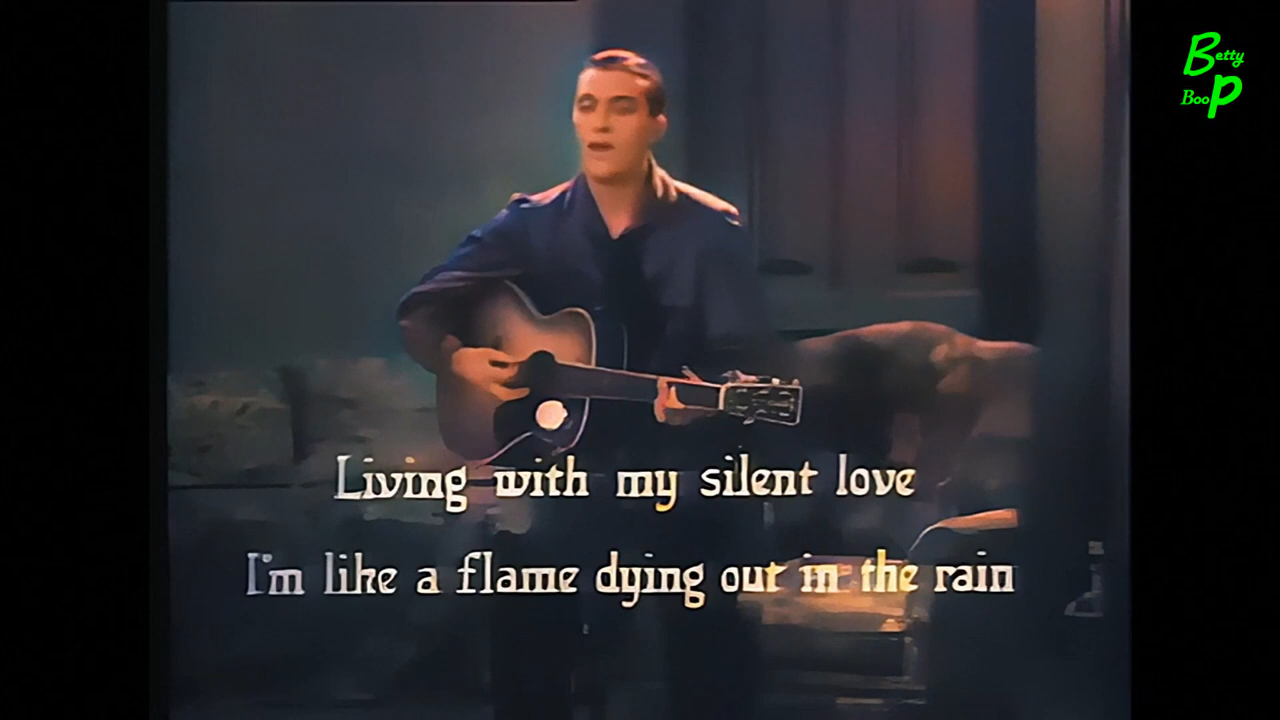 Betty
Boop
Living with my silent love
I'm like a flame dying out in the rain